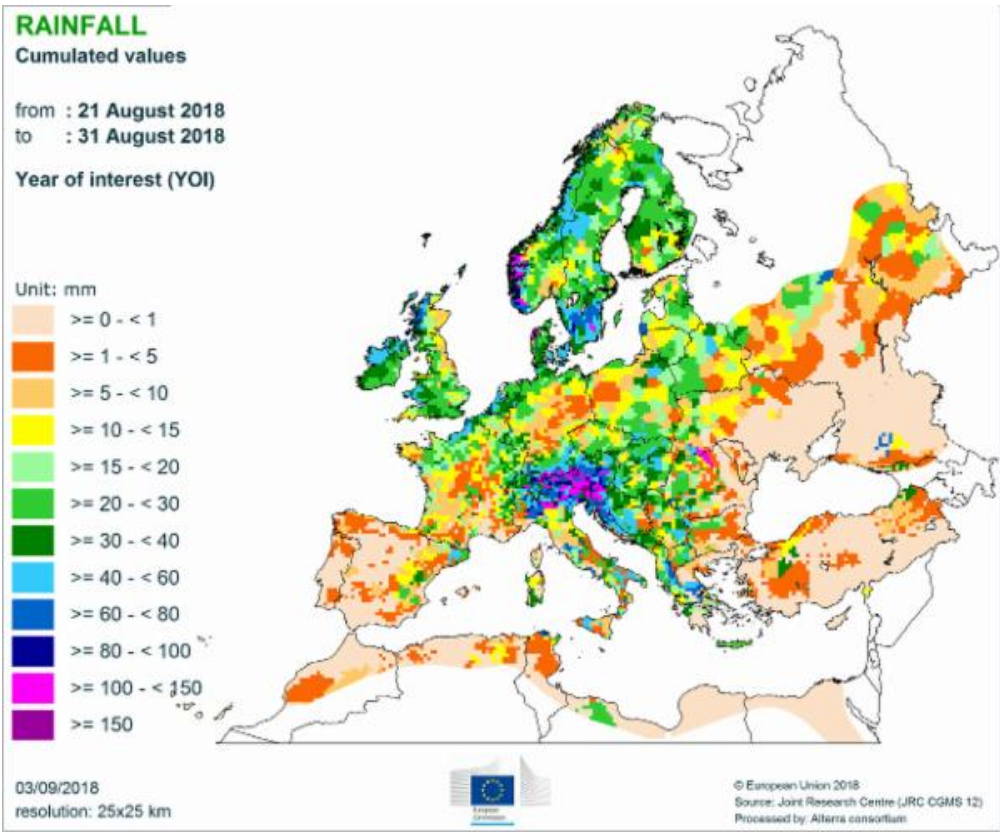 RAINFALL
Cumulated values
from : 21 August 2018
to : 31 August 2018
Year of interest (YOI)
Unit: mm
>= 0 - < 1
>= 1 - < 5
>= 5 - < 10
>= 10 - < 15
>= 15 - < 20
>= 20 - < 30
>= 30 - < 40
>= 40 - < 60
>= 60 - < 80
>= 80 - < 100
>= 100 - < 150
>= 150
03/09/2018
resolution: 25x25 km
European
Commission
© European Union 2018
Source: Joint Research Centre (JRC CGMS 12)
Processed by: Alterra consortium